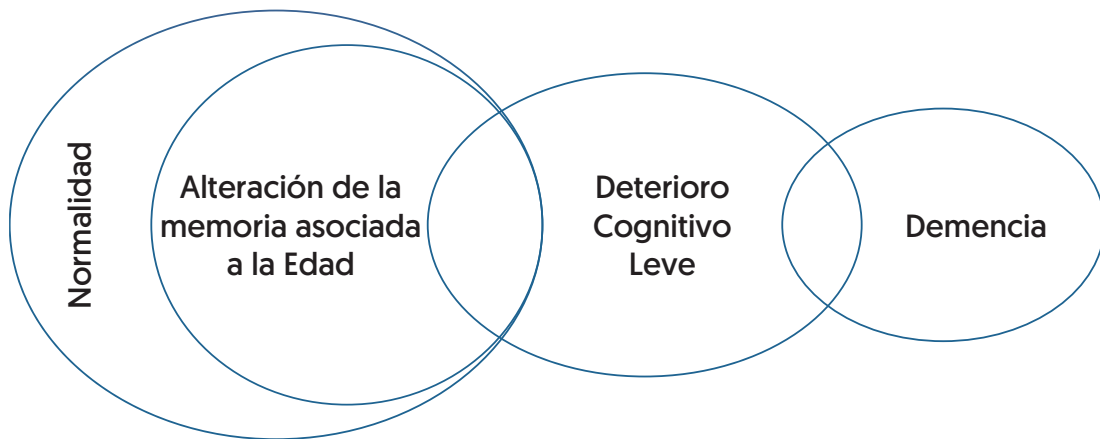 Normalidad
Alteración de la
memoria asociada
a la Edad
Deterioro
Cognitivo
Leve
Demencia